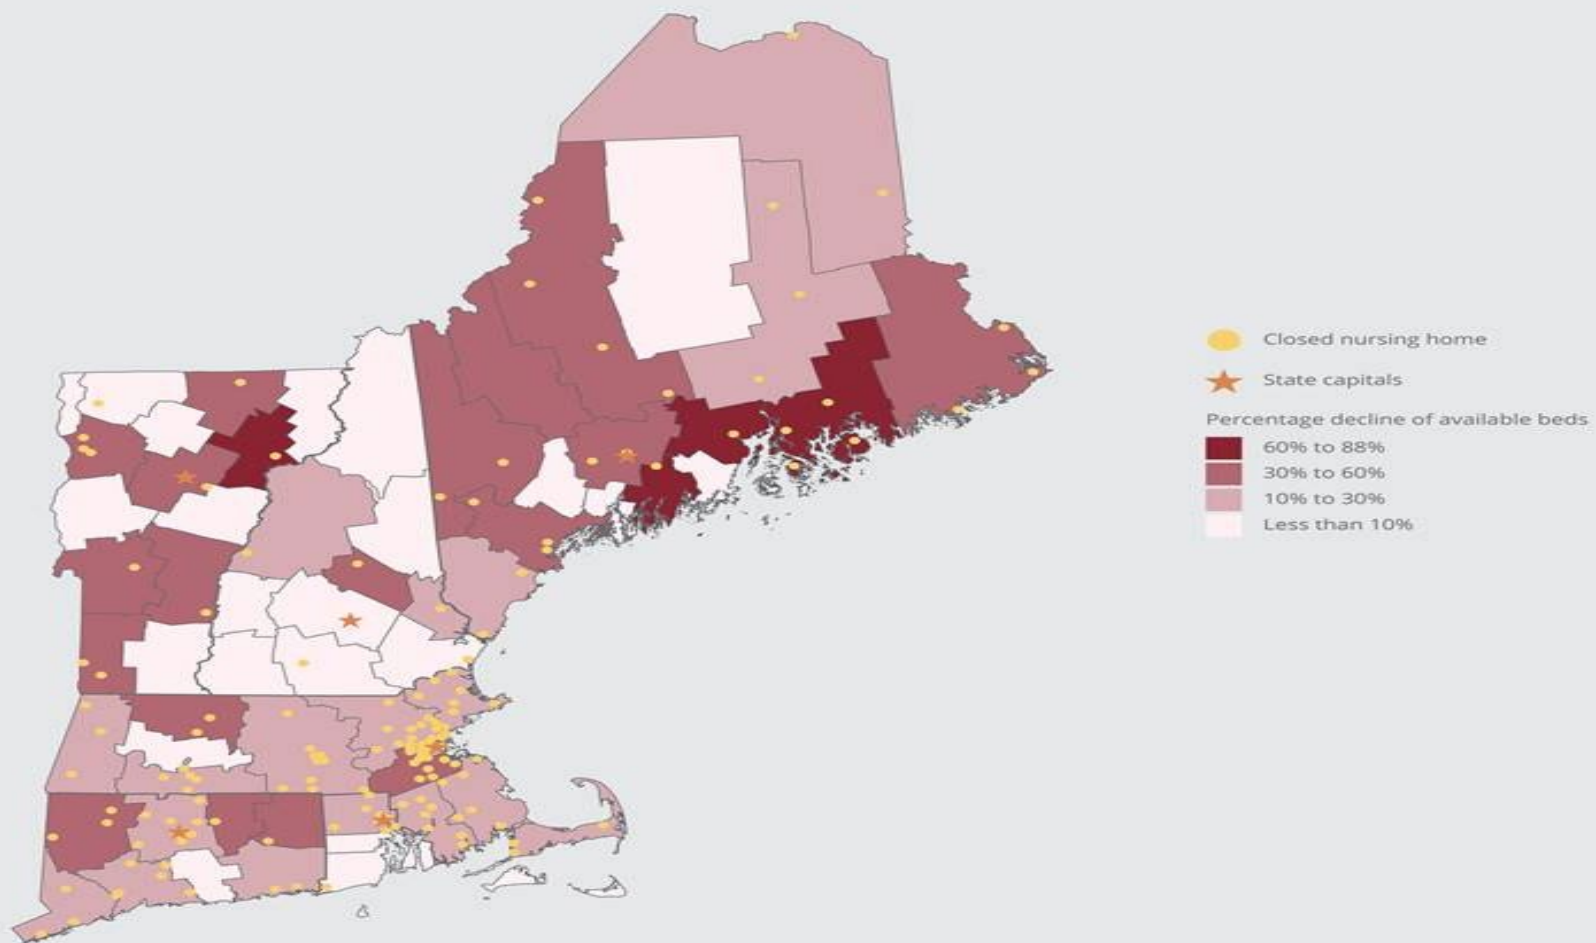 Closed nursing home
State capitals
Percentage decline of available beds
60% to 88%
30% to 60%
10% to 30%
Less than 10%